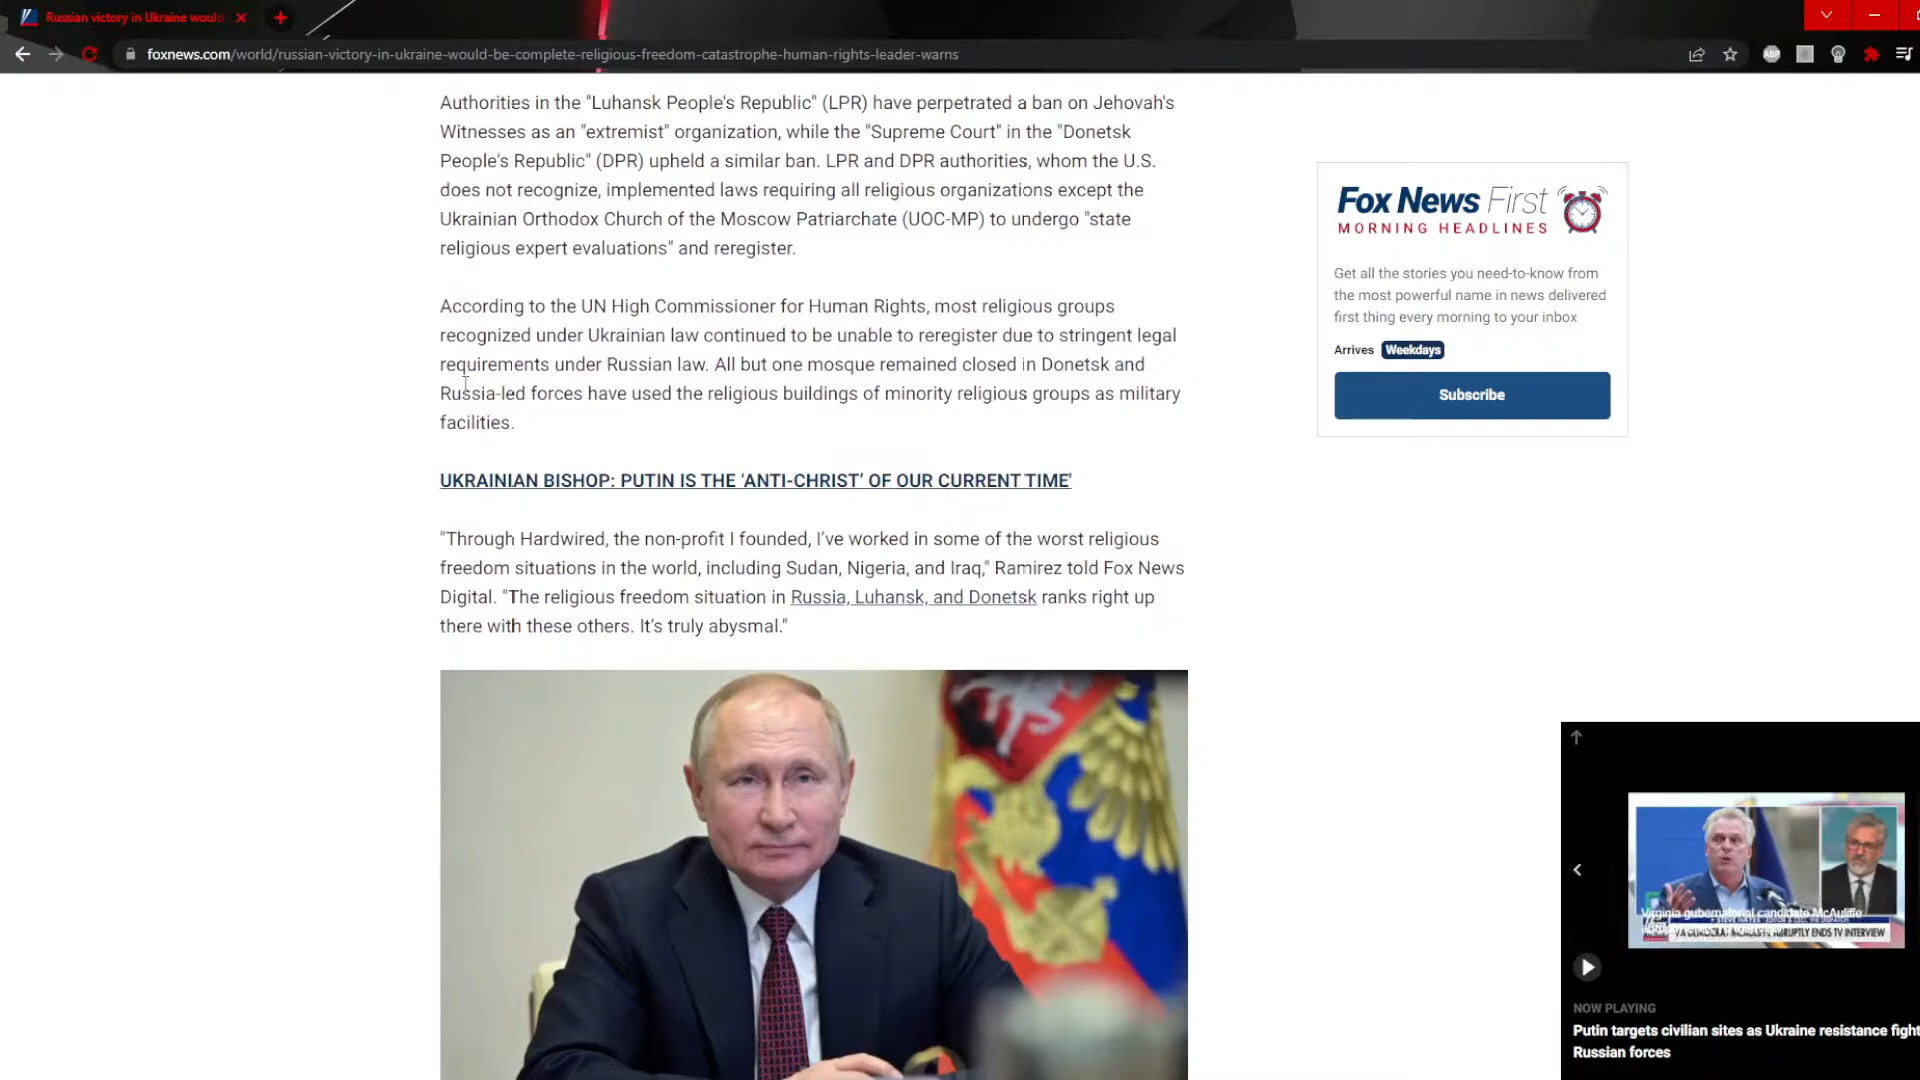 Russian victory in Ukraine would
foxnews.com/world/russian-victory-in-ukraine-would-be-complete-religious-freedom-catastrophe-human-rights-leader-warns
ABP
Authorities in the "Luhansk People's Republic" (LPR) have perpetrated a ban on Jehovah's
Witnesses as an "extremist" organization, while the "Supreme Court" in the "Donetsk
People's Republic" (DPR) upheld a similar ban. LPR and DPR authorities, whom the U.S.
does not recognize, implemented laws requiring all religious organizations except the
Ukrainian Orthodox Church of the Moscow Patriarchate (UOC-MP) to undergo "state
religious expert evaluations" and reregister.
According to the UN High Commissioner for Human Rights, most religious groups
recognized under Ukrainian law continued to be unable to reregister due to stringent legal
requirements under Russian law. All but one mosque remained closed in Donetsk and
Russia-led forces have used the religious buildings of minority religious groups as military
facilities.
UKRAINIAN BISHOP: PUTIN IS THE ‘ANTI-CHRIST’ OF OUR CURRENT TIME'
"Through Hardwired, the non-profit I founded, I’ve worked in some of the worst religious
freedom situations in the world, including Sudan, Nigeria, and Iraq," Ramirez told Fox News
Digital. "The religious freedom situation in Russia, Luhansk, and Donetsk ranks right up
there with these others. It’s truly abysmal."
Fox News First
MORNING HEADLINES
Get all the stories you need-to-know from
the most powerful name in news delivered
first thing every morning to your inbox
Arrives Weekdays
Subscribe
Virginia gubernatorial candidate McAuliffe
VA DEMOCRAT MCAULIFFE ABRUPTLY ENDS TV INTERVIEW
NOW PLAYING
Putin targets civilian sites as Ukraine resistance fight
Russian forces